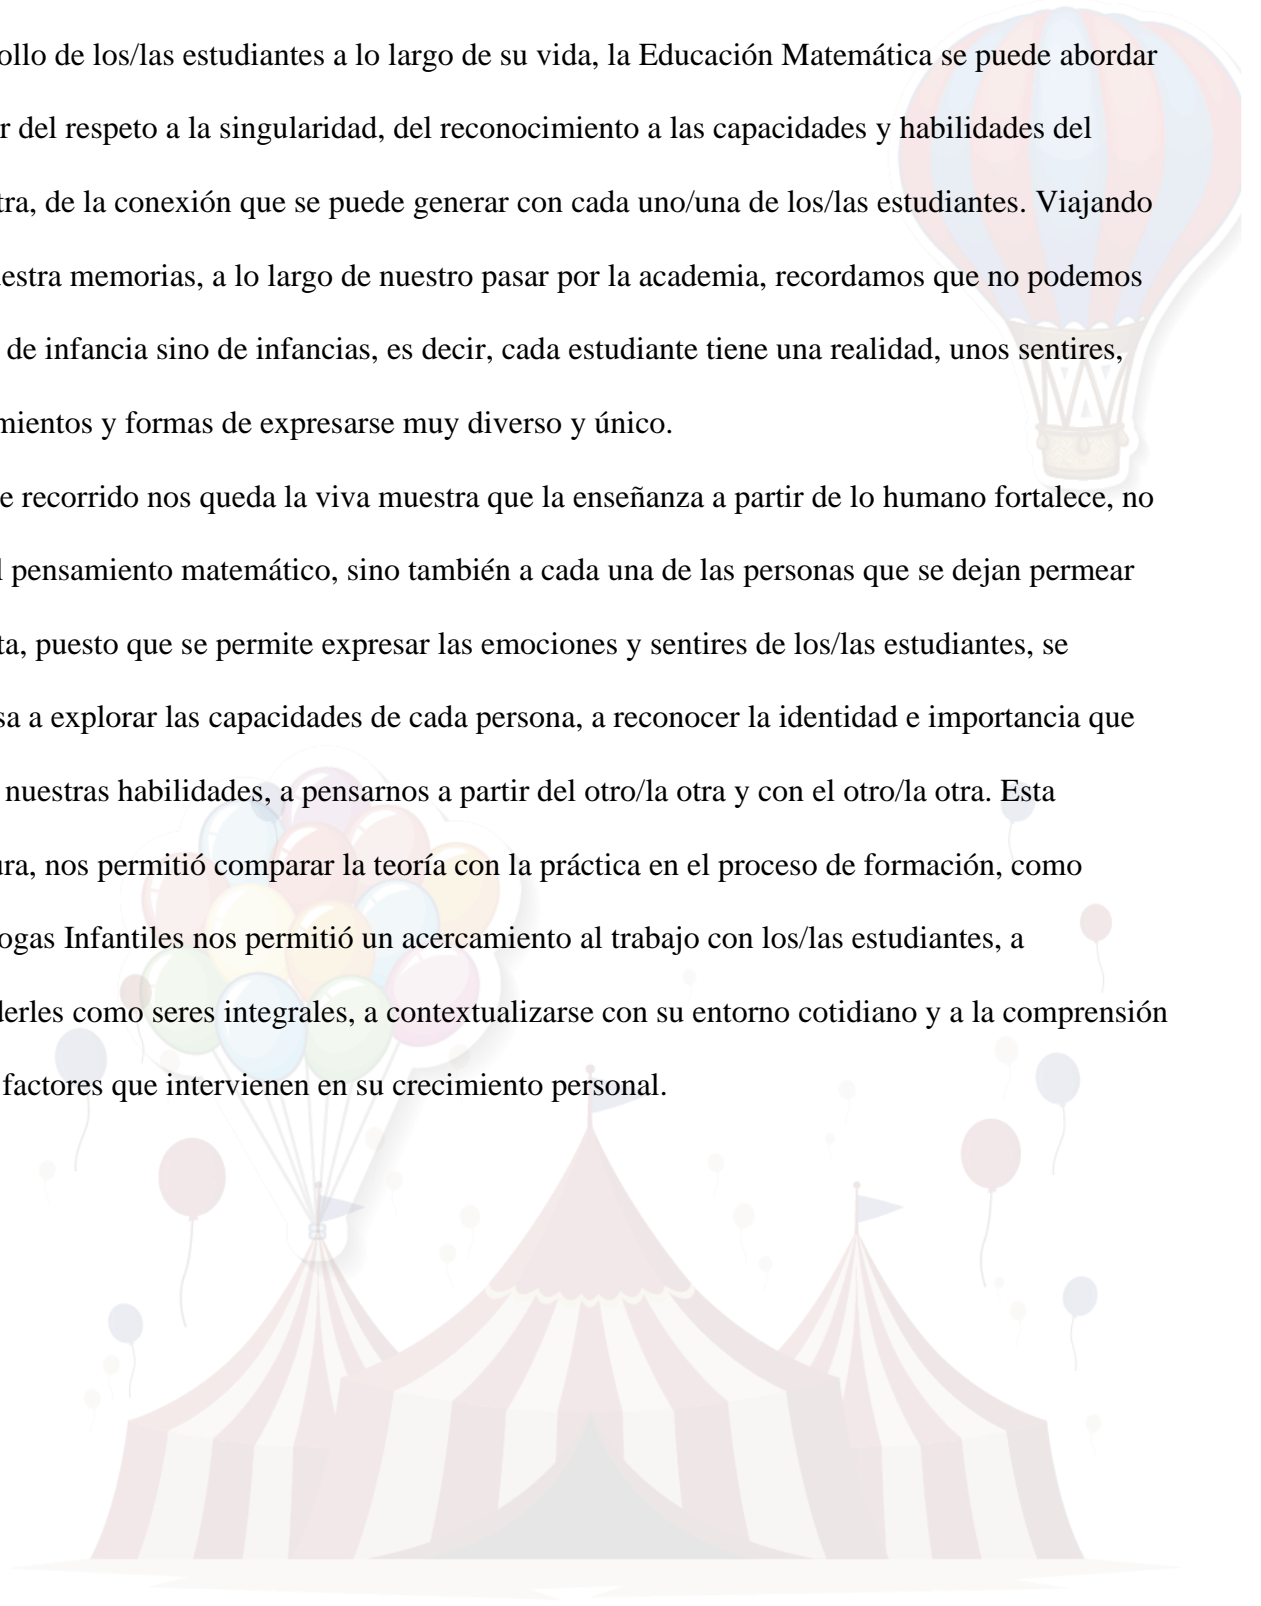 ollo de los/las estudiantes a lo largo de su vida, la Educación Matemática se puede abordar
r del respeto a la singularidad, del reconocimiento a las capacidades y habilidades del
tra, de la conexión que se puede generar con cada uno/una de los/las estudiantes. Viajando
estra memorias, a lo largo de nuestro pasar por la academia, recordamos que no podemos
de infancia sino de infancias, es decir, cada estudiante tiene una realidad, unos sentires,
mientos y formas de expresarse muy diverso y único.
e recorrido nos queda la viva muestra que la enseñanza a partir de lo humano fortalece, no
l pensamiento matemático, sino también a cada una de las personas que se dejan permear
ta, puesto que se permite expresar las emociones y sentires de los/las estudiantes, se
sa a explorar las capacidades de cada persona, a reconocer la identidad e importancia que
nuestras habilidades, a pensarnos a partir del otro/la otra y con el otro/la otra. Esta
ura, nos permitió comparar la teoría con la práctica en el proceso de formación, como
ogas Infantiles nos permitió un acercamiento al trabajo con los/las estudiantes, a
derles como seres integrales, a contextualizarse con su entorno cotidiano y a la comprensión
factores que intervienen en su crecimiento personal.